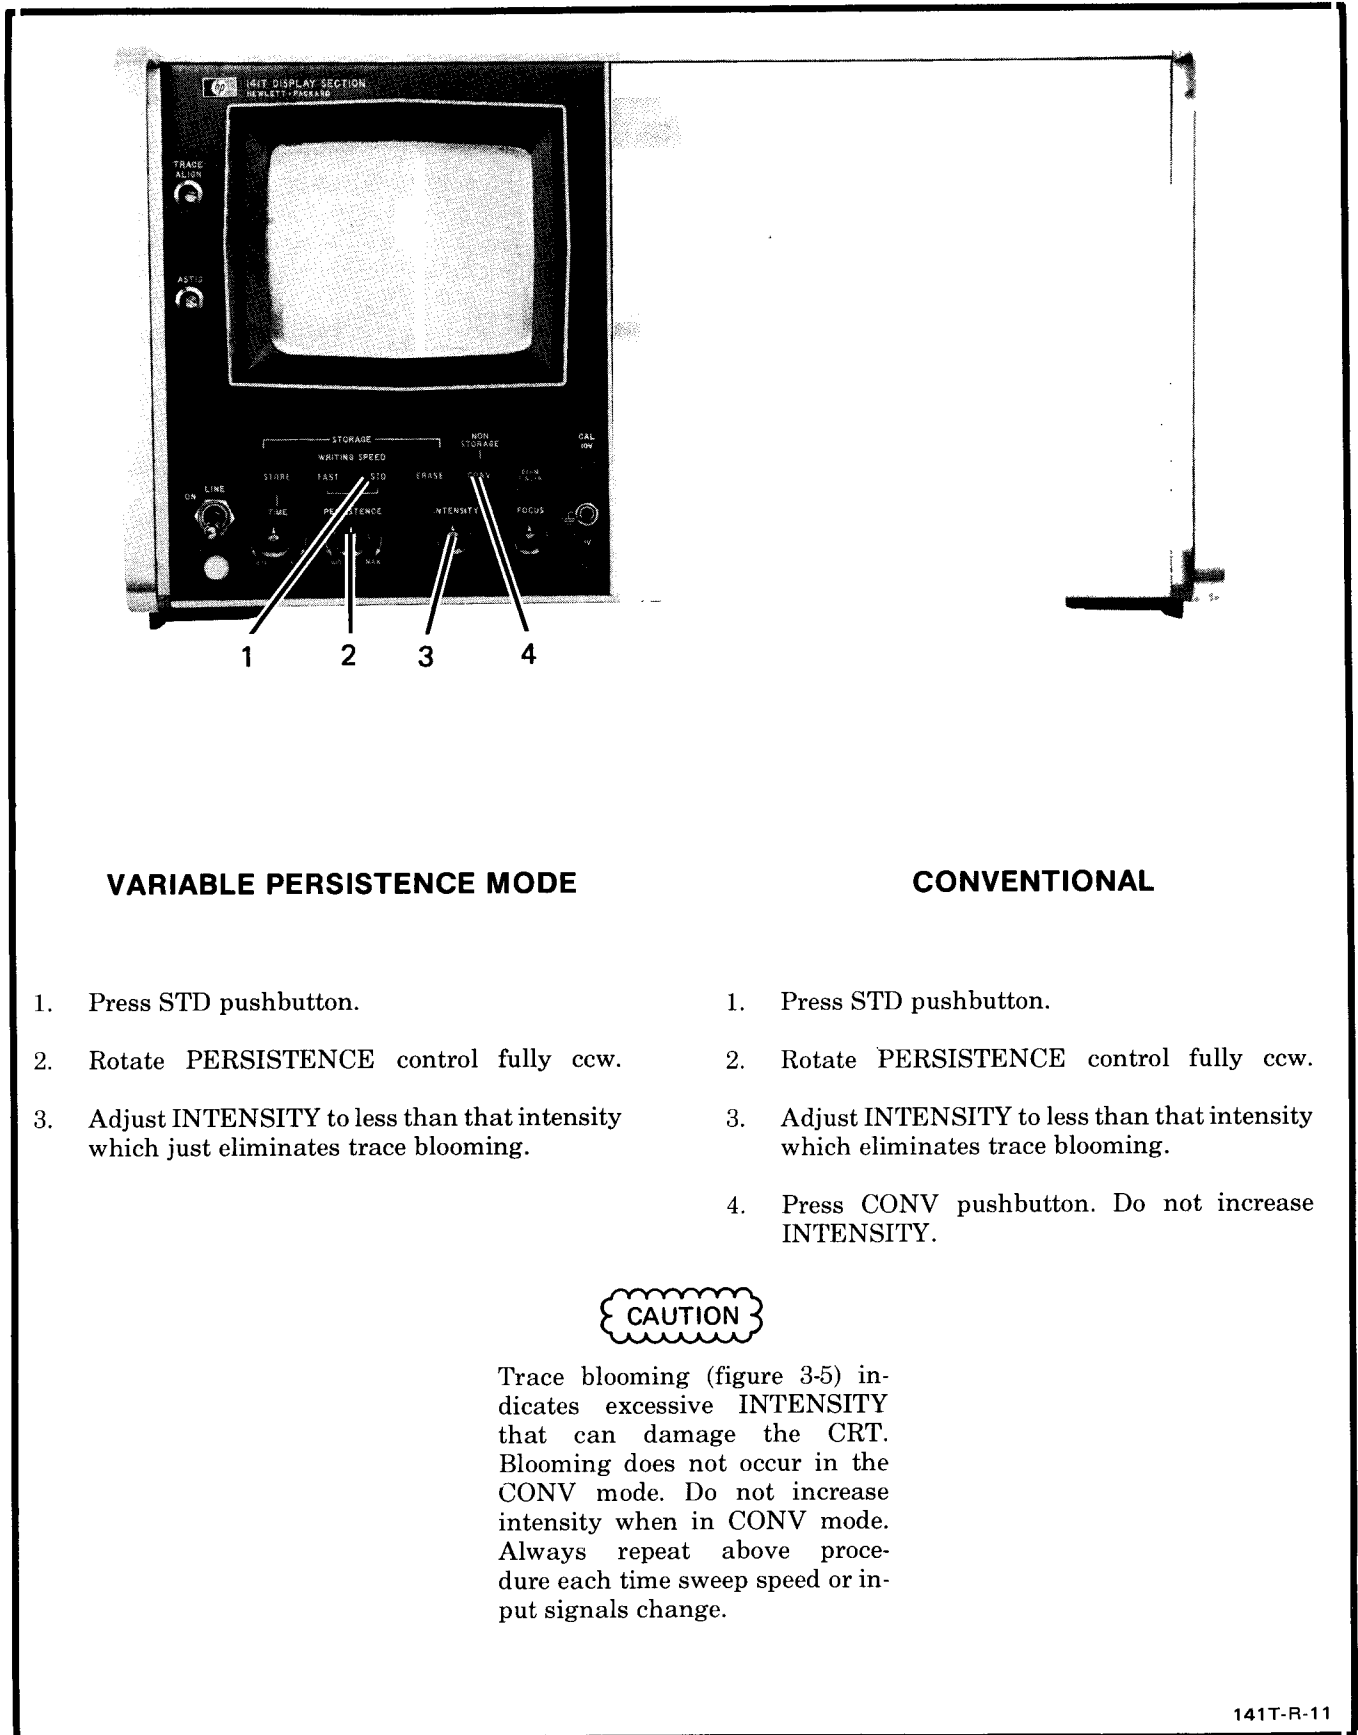 hp 141T DISPLAY SECTION
HEWLETT • PACKARD
TRACE
ALIGN
ASTIG
STORAGE
NON
STORAGE
CAL
10V
WRITING SPEED
STORE FAST STD ERASE CONV
ON LINE
TIME PERSISTENCE INTENSITY FOCUS
MAX
1 2 3 4
VARIABLE PERSISTENCE MODE
1. Press STD pushbutton.
2. Rotate PERSISTENCE control fully ccw.
3. Adjust INTENSITY to less than that intensity
which just eliminates trace blooming.
CONVENTIONAL
1. Press STD pushbutton.
2. Rotate PERSISTENCE control fully ccw.
3. Adjust INTENSITY to less than that intensity
which eliminates trace blooming.
4. Press CONV pushbutton. Do not increase
INTENSITY.
CAUTION
Trace blooming (figure 3-5) in-
dicates excessive INTENSITY
that can damage the CRT.
Blooming does not occur in the
CONV mode. Do not increase
intensity when in CONV mode.
Always repeat above proce-
dure each time sweep speed or in-
put signals change.
141T-R-11